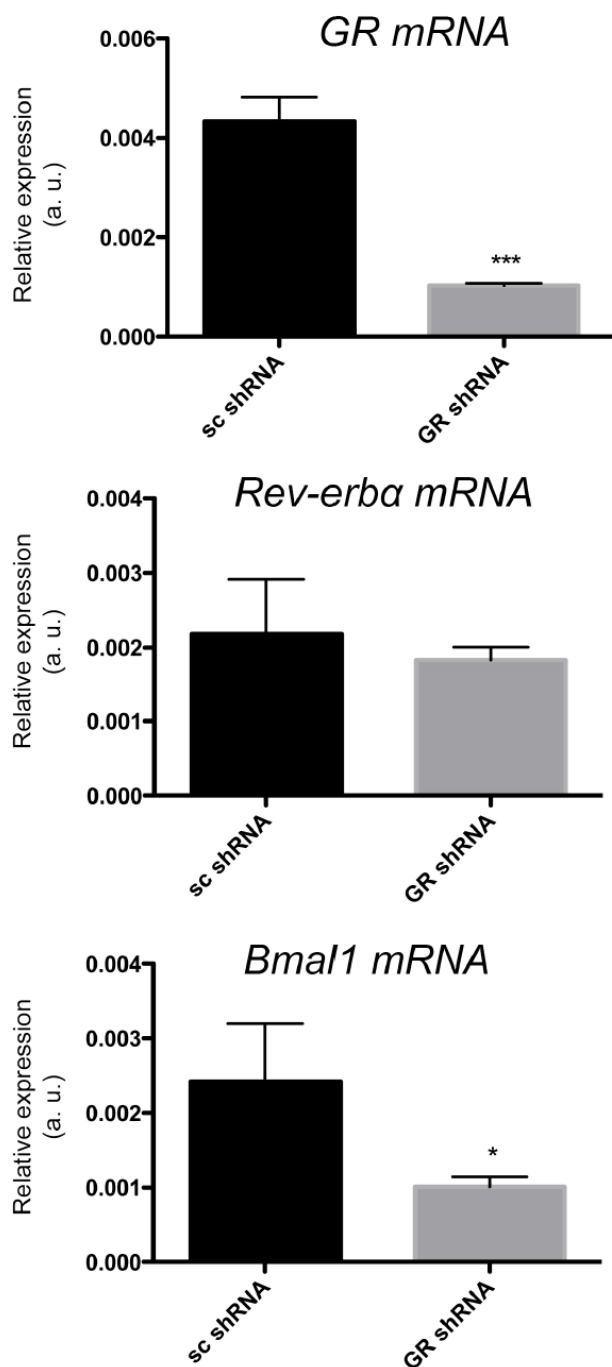 GR mRNA
Relative expression
(a. u.)
0.006
0.004
0.002
0.000
***
sc shRNA
GR shRNA
Rev-erbα mRNA
Relative expression
(a. u.)
0.004
0.003
0.002
0.001
0.000
sc shRNA
GR shRNA
Bmal1 mRNA
Relative expression
(a. u.)
0.004
0.003
0.002
0.001
0.000
*
sc shRNA
GR shRNA